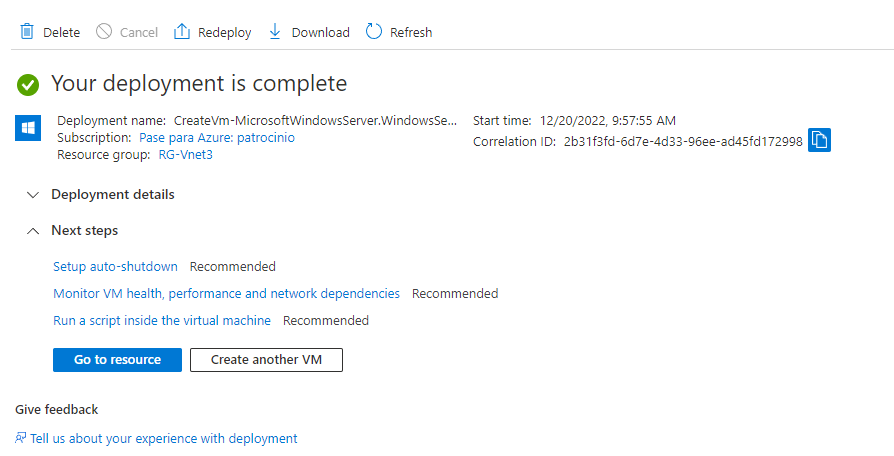 Delete Cancel Redeploy Download Refresh
Your deployment is complete
Deployment name: CreateVm-MicrosoftWindowsServer.WindowsSe...
Subscription: Pase para Azure: patrocinio
Resource group: RG-Vnet3
Start time: 12/20/2022, 9:57:55 AM
Correlation ID: 2b31f3fd-6d7e-4d33-96ee-ad45fd172998
Deployment details
Next steps
Setup auto-shutdown Recommended
Monitor VM health, performance and network dependencies Recommended
Run a script inside the virtual machine Recommended
Go to resource Create another VM
Give feedback
Tell us about your experience with deployment